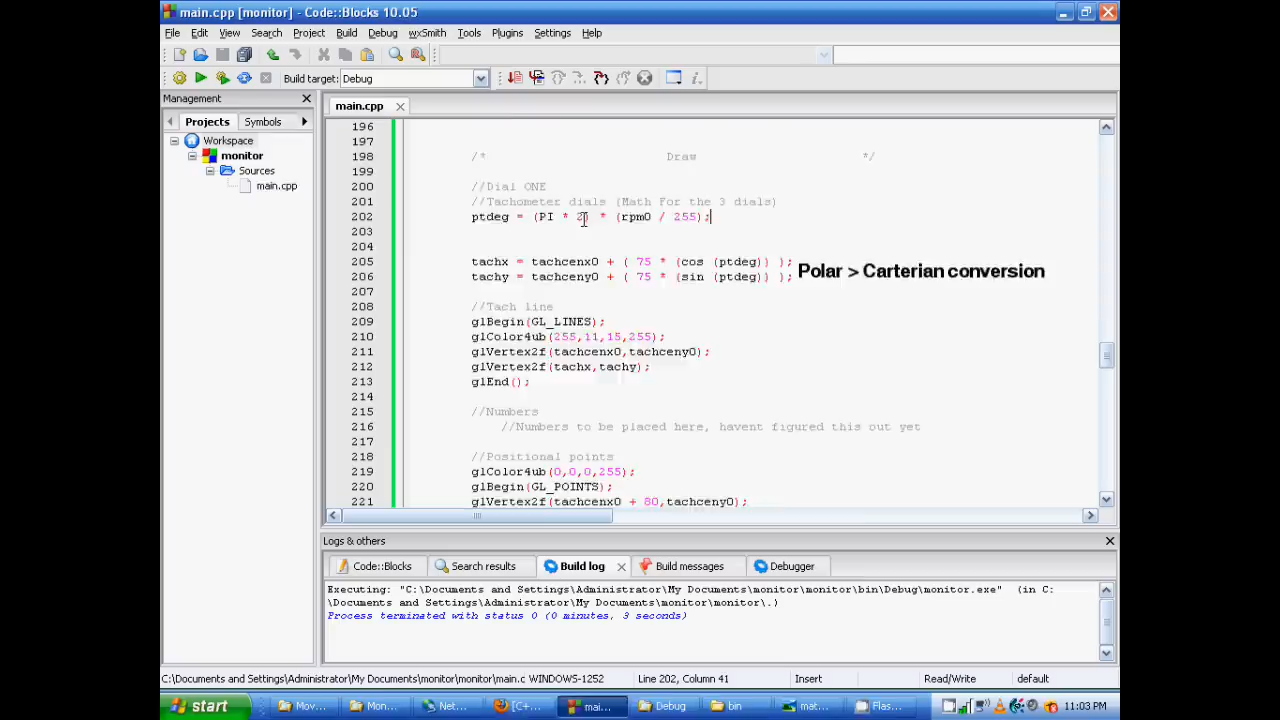 main.cpp [monitor] - Code::Blocks 10.05
File Edit View Search Project Build Debug wxSmith Tools Plugins Settings Help
Build target: Debug
Management
main.cpp
Projects Symbols
Workspace
monitor
Sources
main.cpp
196
197
198 /* Draw */
199
200 //Dial ONE
201 //Tachometer dials (Math For the 3 dials)
202 ptdeg = (PI * 2) * (rpm0 / 255);
203
204
205 tachx = tachcenx0 + ( 75 * (cos (ptdeg)) );
206 tachy = tachceny0 + ( 75 * (sin (ptdeg)) );
Polar > Carterian conversion
207
208 //Tach line
209 glBegin(GL_LINES);
210 glColor4ub(255,11,15,255);
211 glVertex2f(tachcenx0,tachceny0);
212 glVertex2f(tachx,tachy);
213 glEnd();
214
215 //Numbers
216 //Numbers to be placed here, havent figured this out yet
217
218 //Positional points
219 glColor4ub(0,0,0,255);
220 glBegin(GL_POINTS);
221 glVertex2f(tachcenx0 + 80,tachceny0);
Logs & others
Code::Blocks Search results Build log Build messages Debugger
Executing: "C:\Documents and Settings\Administrator\My Documents\monitor\monitor\bin\Debug\monitor.exe" (in C:
\Documents and Settings\Administrator\My Documents\monitor\monitor\.)
Process terminated with status 0 (0 minutes, 3 seconds)
C:\Documents and Settings\Administrator\My Documents\monitor\monitor\main.c WINDOWS-1252 Line 202, Column 41 Insert Read/Write default
start Mov... Mon... Net... [C+... mai... Debug bin mat... Flas... 11:03 PM